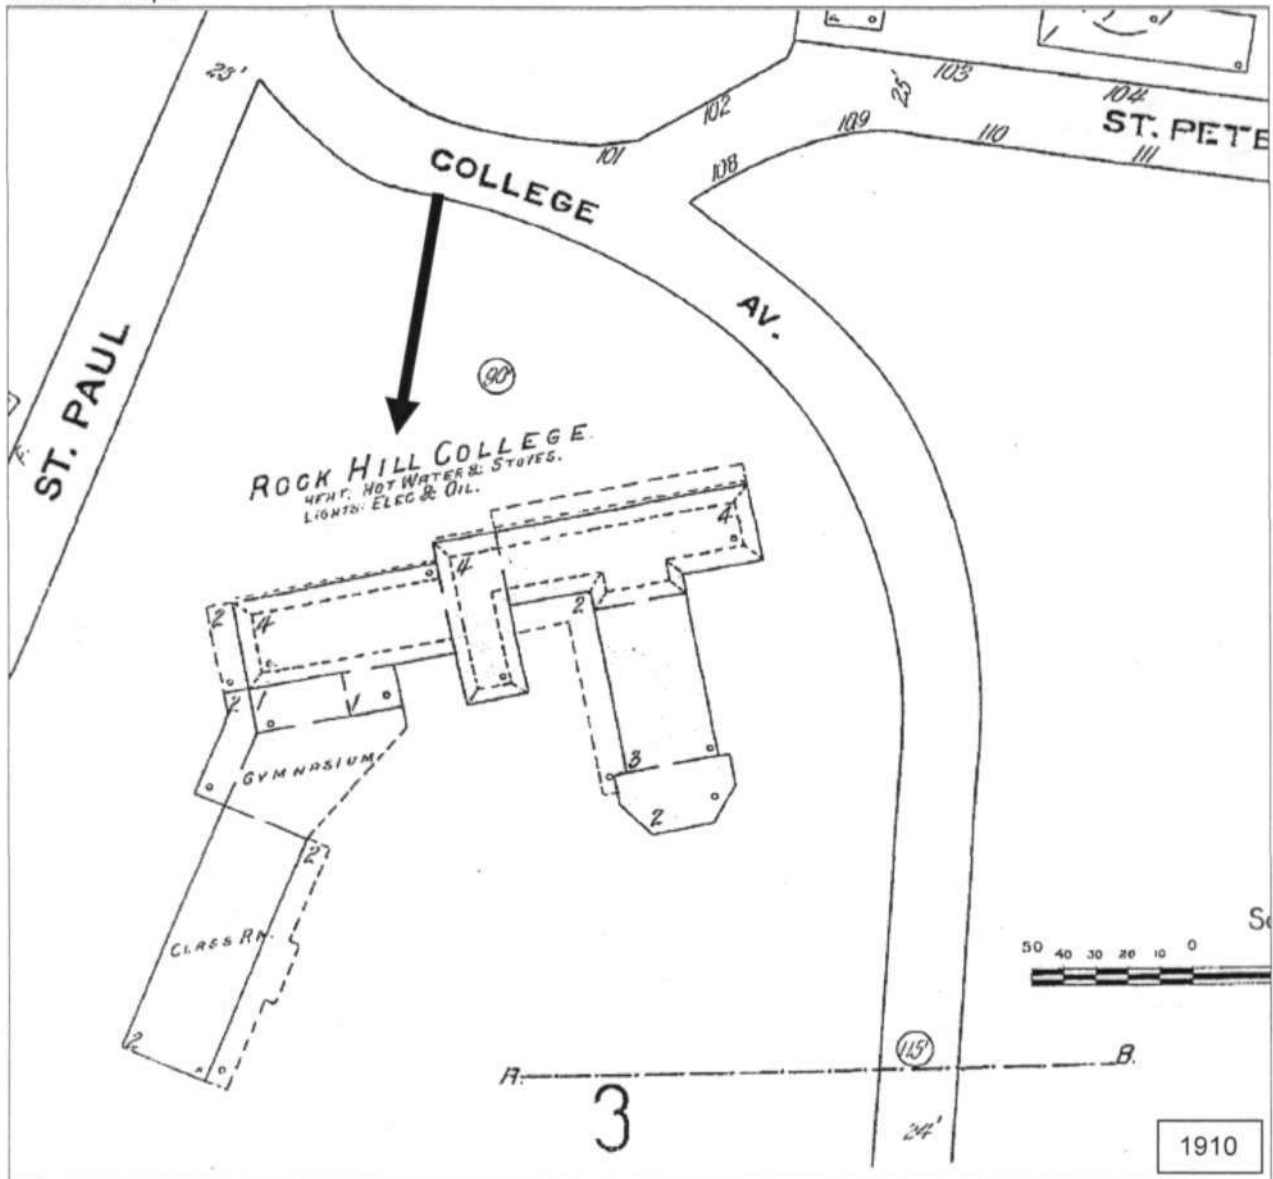 23'
101
102
103
104
25'
108
109
110
111
ST. PETE
COLLEGE
AV.
ST. PAUL
90'
ROCK HILL COLLEGE.
HEAT: HOT WATER & STOVES.
LIGHTS: ELEC & OIL.
4
4
4
2
2
2
1
GYMNASIUM
3
2
2
CLASS RM.
2
50 40 30 20 10 0
115'
A.
B.
3
24'
1910